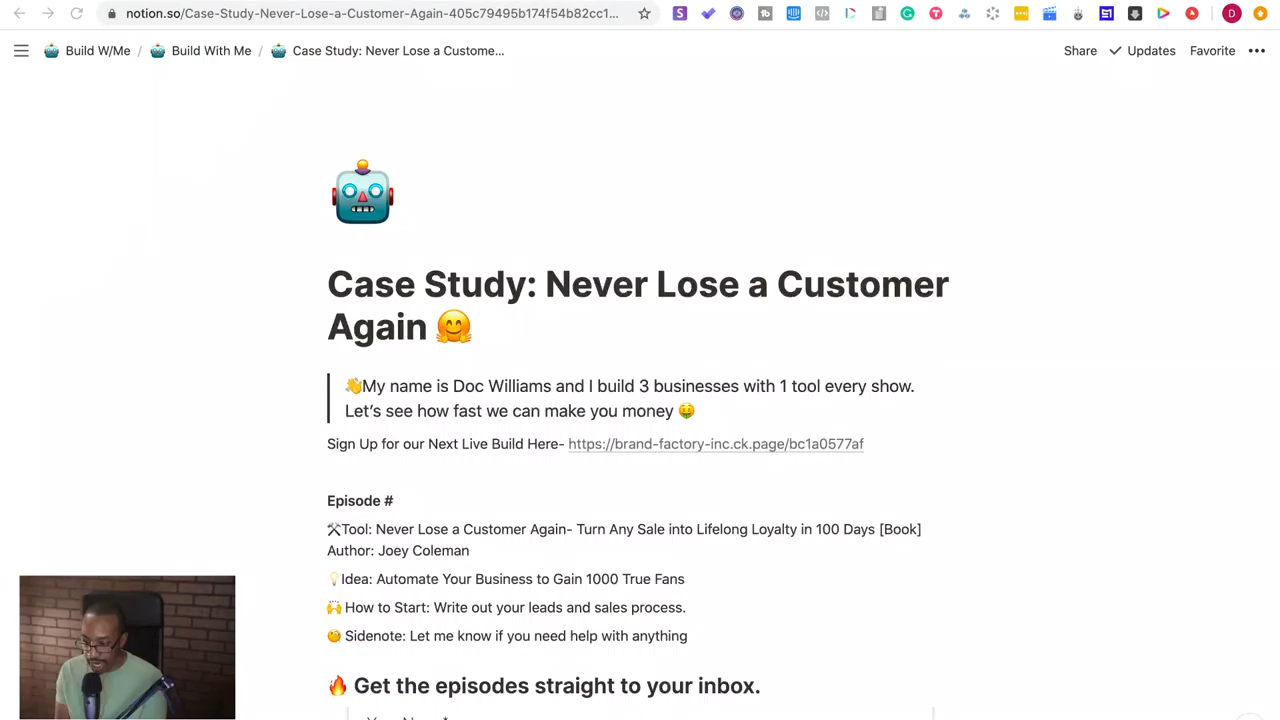 notion.so/Case-Study-Never-Lose-a-Customer-Again-405c79495b174f54b82cc1...
Build W/Me / Build With Me / Case Study: Never Lose a Custome...
Share Updates Favorite
Case Study: Never Lose a Customer
Again 🤗
👋My name is Doc Williams and I build 3 businesses with 1 tool every show.
Let's see how fast we can make you money 🤑
Sign Up for our Next Live Build Here- https://brand-factory-inc.ck.page/bc1a0577af
Episode #
⚒Tool: Never Lose a Customer Again- Turn Any Sale into Lifelong Loyalty in 100 Days [Book]
Author: Joey Coleman
💡Idea: Automate Your Business to Gain 1000 True Fans
🙌 How to Start: Write out your leads and sales process.
🧐 Sidenote: Let me know if you need help with anything
🔥 Get the episodes straight to your inbox.